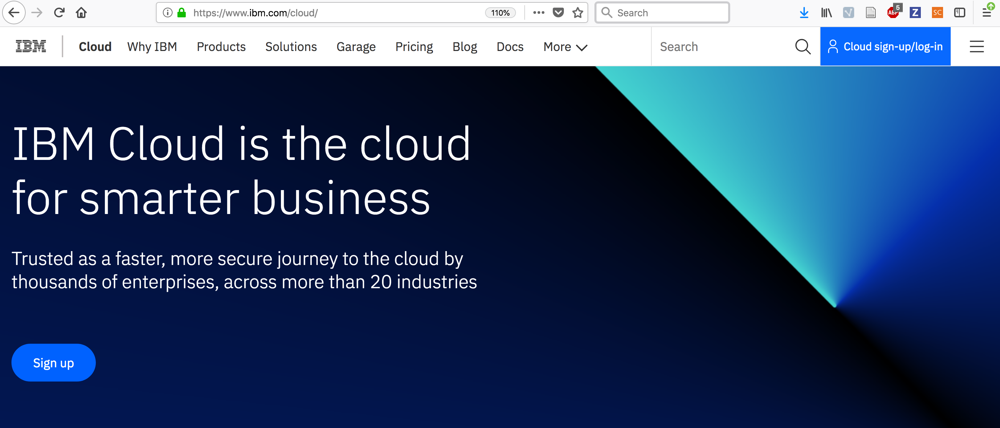 https://www.ibm.com/cloud/ 110% Search 5 ABP Z SC
IBM Cloud Why IBM Products Solutions Garage Pricing Blog Docs More Search Cloud sign-up/log-in
IBM Cloud is the cloud
for smarter business
Trusted as a faster, more secure journey to the cloud by
thousands of enterprises, across more than 20 industries
Sign up